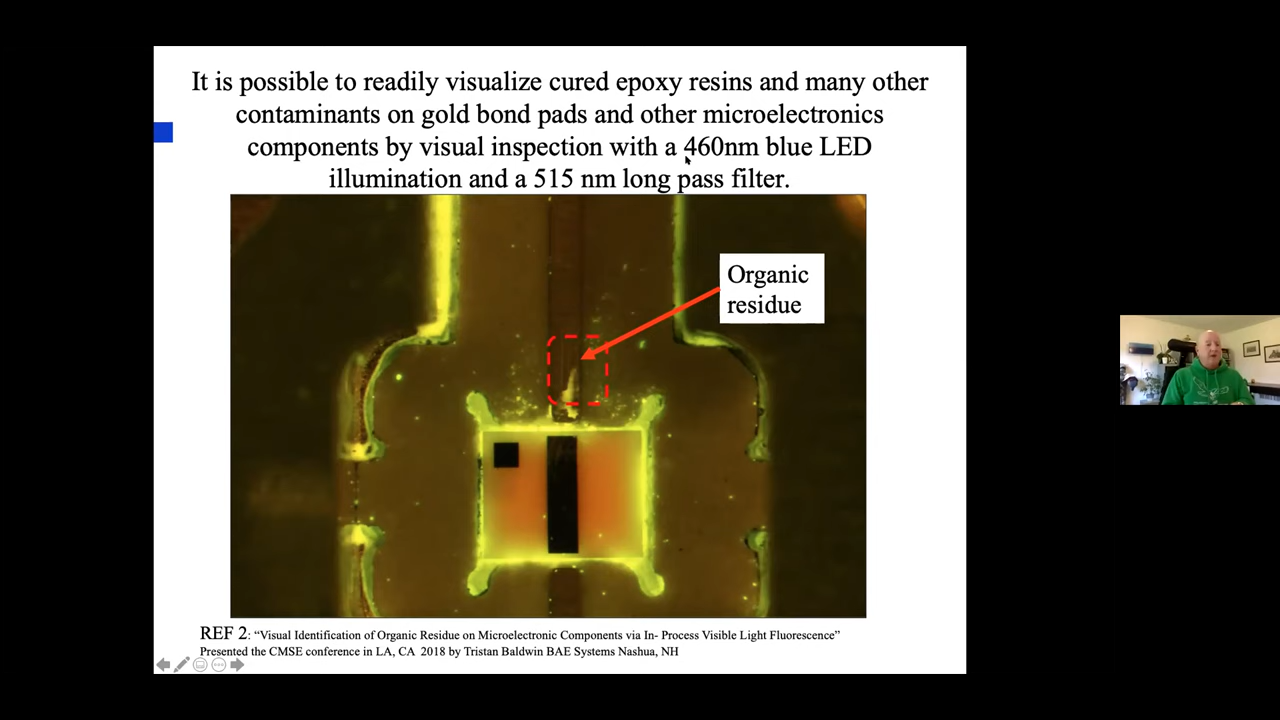 It is possible to readily visualize cured epoxy resins and many other
contaminants on gold bond pads and other microelectronics
components by visual inspection with a 460nm blue LED
illumination and a 515 nm long pass filter.
Organic
residue
REF 2: “Visual Identification of Organic Residue on Microelectronic Components via In- Process Visible Light Fluorescence”
Presented the CMSE conference in LA, CA 2018 by Tristan Baldwin BAE Systems Nashua, NH